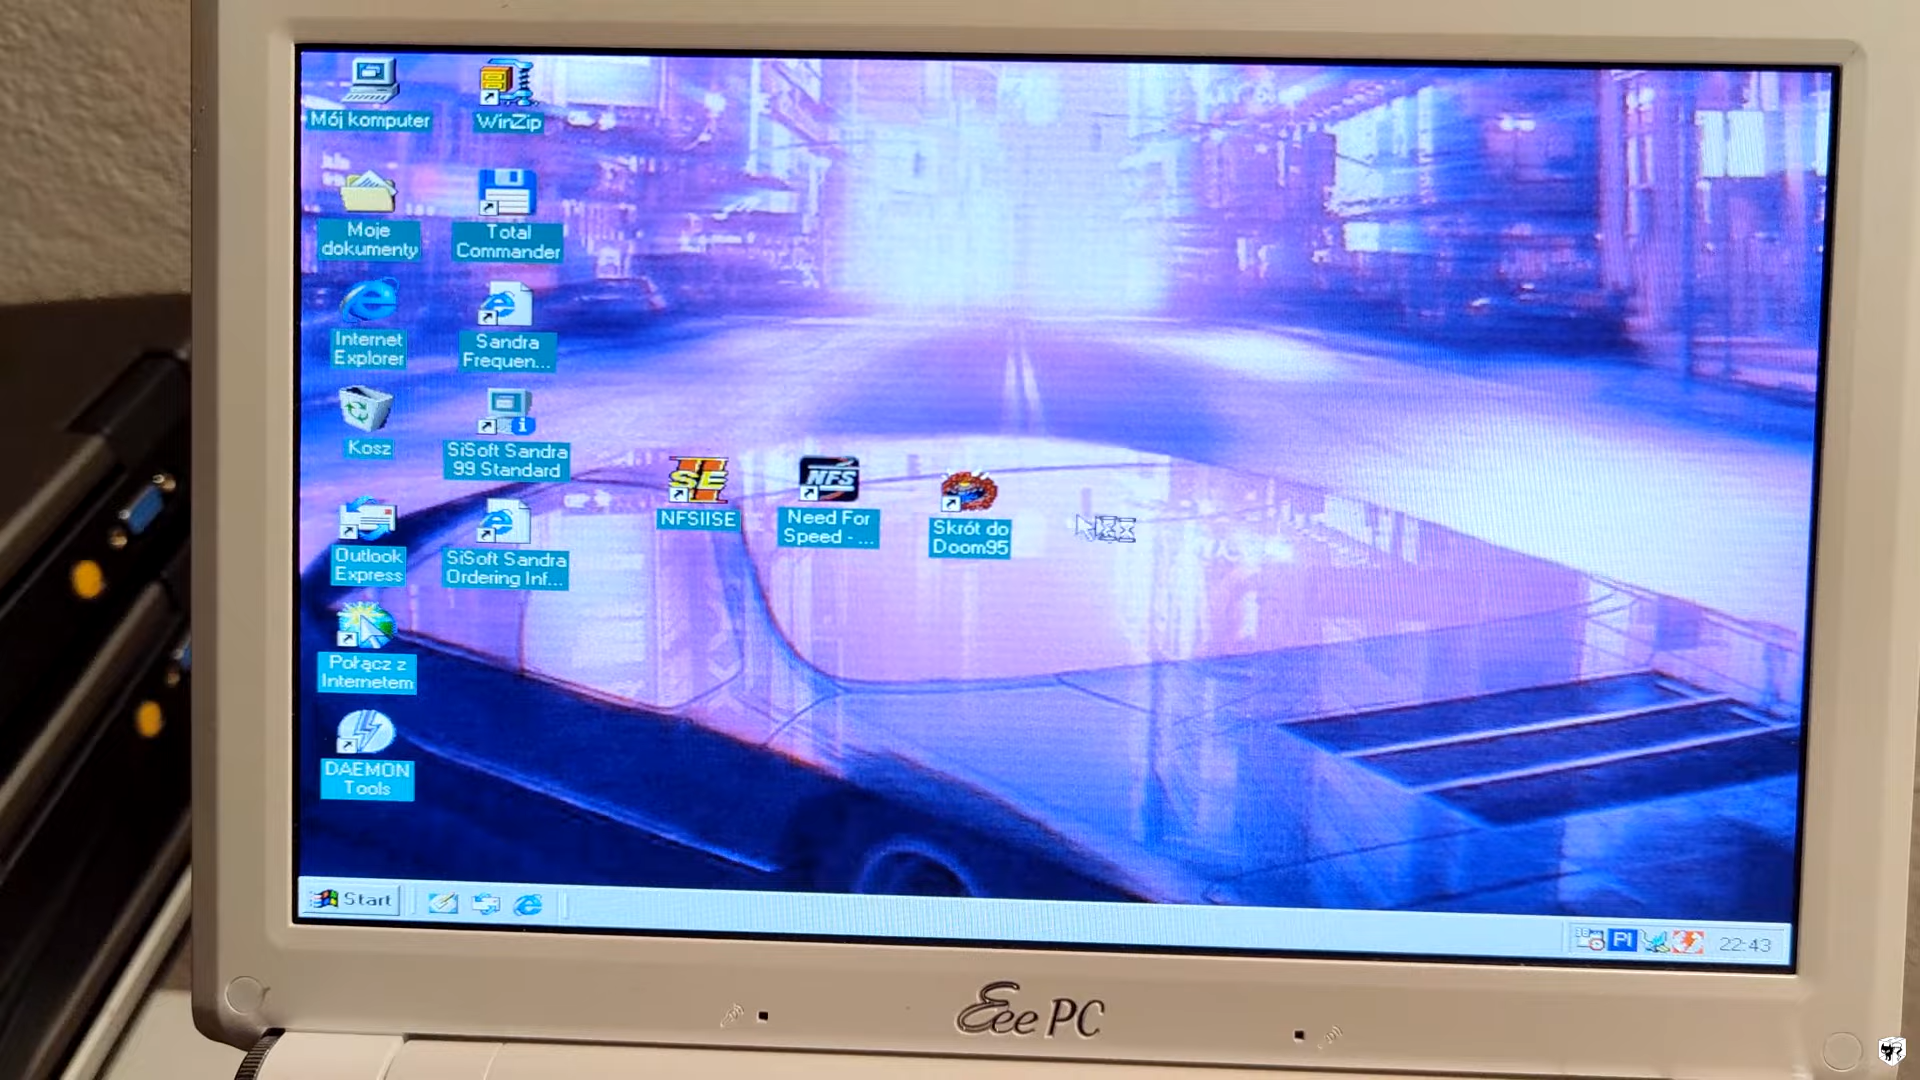 Mój komputer
WinZip
Moje
dokumenty
Total
Commander
Internet
Explorer
Sandra
Frequen...
Kosz
SiSoft Sandra
99 Standard
SE
NFSIISE
NFS
Need For
Speed - ...
Skrót do
Doom95
Outlook
Express
SiSoft Sandra
Ordering Inf...
Połącz z
Internetem
DAEMON
Tools
Start
Pl
22:43
Eee PC